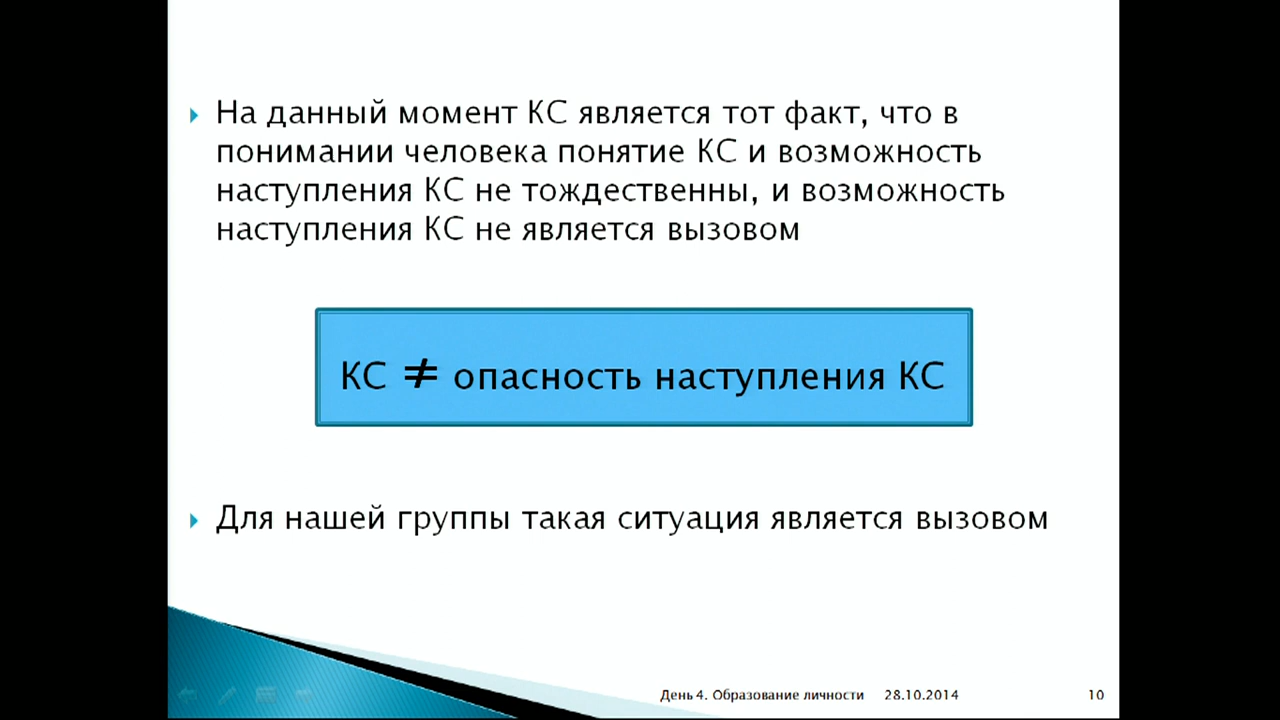 На данный момент КС является тот факт, что в
понимании человека понятие КС и возможность
наступления КС не тождественны, и возможность
наступления КС не является вызовом
КС ≠ опасность наступления КС
Для нашей группы такая ситуация является вызовом
День 4. Образование личности 28.10.2014 10